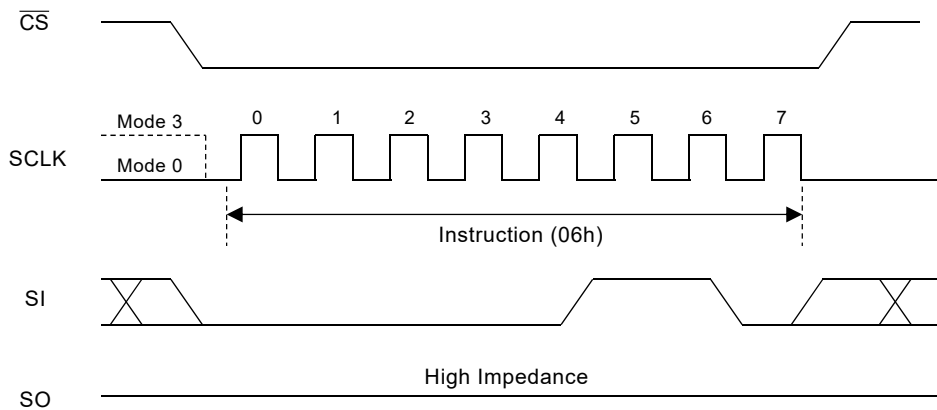 CS
Mode 3
0 1 2 3 4 5 6 7
SCLK
Mode 0
Instruction (06h)
SI
High Impedance
SO